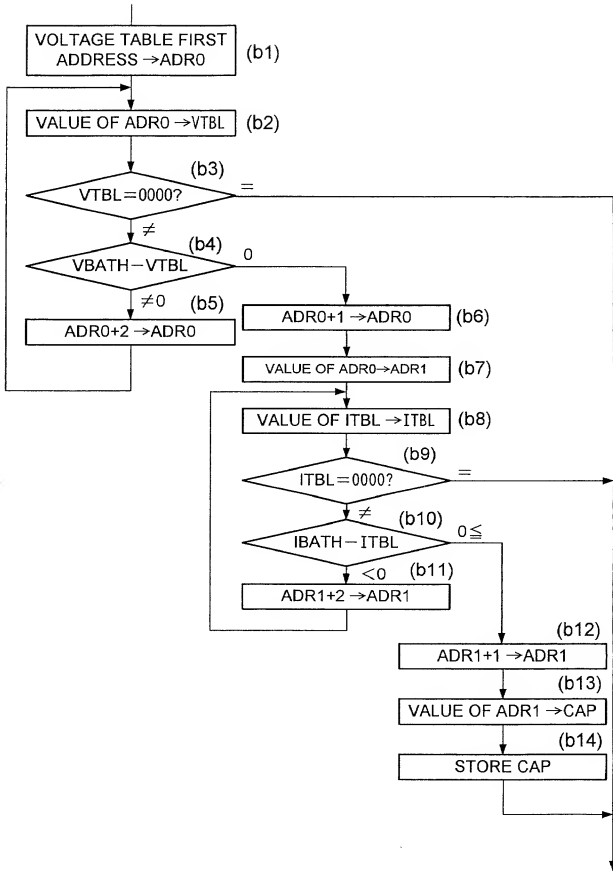 VOLTAGE TABLE FIRST
ADDRESS →ADR0
(b1)
VALUE OF ADR0 →VTBL
(b2)
(b3)
VTBL=0000?
=
≠
(b4)
VBATH−VTBL
0
≠0
(b5)
ADR0+2 →ADR0
ADR0+1 →ADR0
(b6)
VALUE OF ADR0→ADR1
(b7)
VALUE OF ITBL →ITBL
(b8)
(b9)
ITBL=0000?
=
≠
(b10)
IBATH−ITBL
0≦
<0
(b11)
ADR1+2 →ADR1
(b12)
ADR1+1 →ADR1
(b13)
VALUE OF ADR1 →CAP
(b14)
STORE CAP